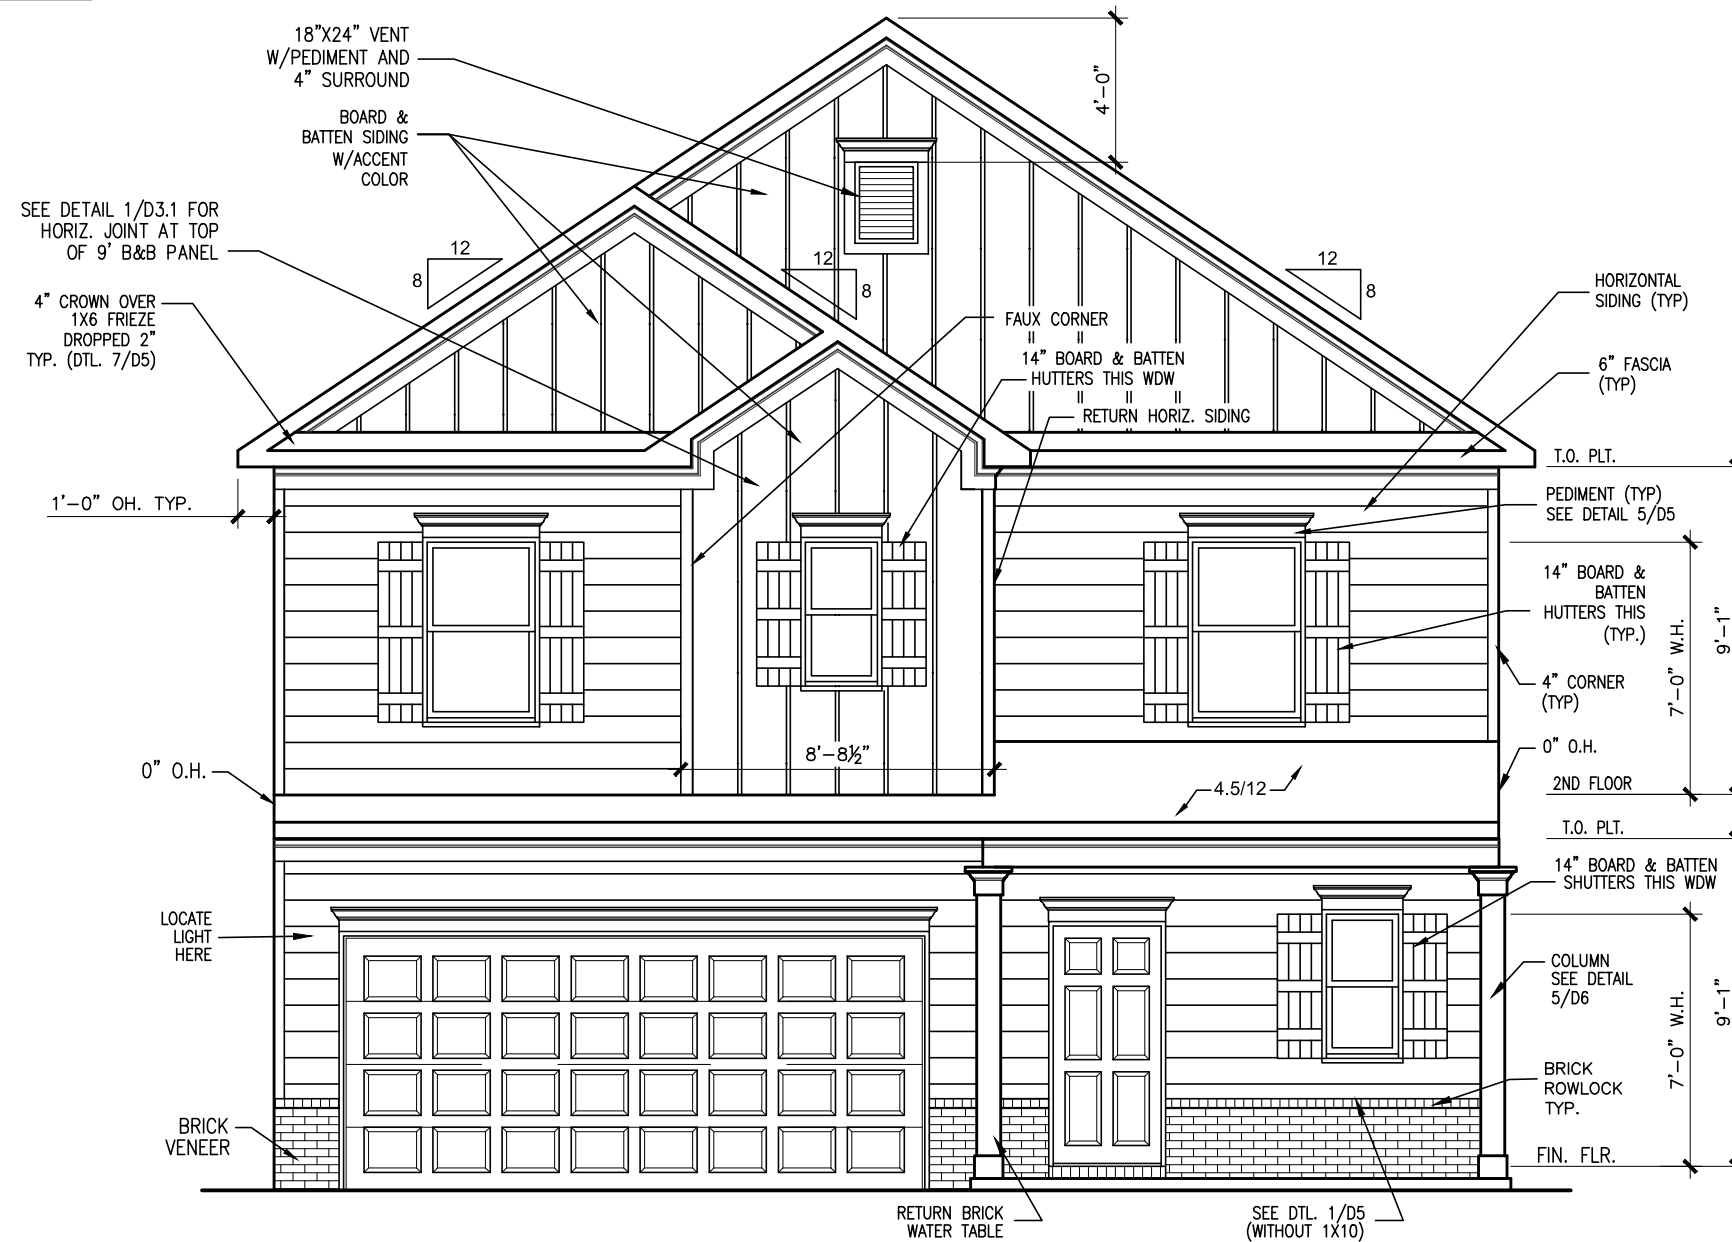 18"X24" VENT
W/PEDIMENT AND
4" SURROUND
4'-0"
BOARD &
BATTEN SIDING
W/ACCENT
COLOR
SEE DETAIL 1/D3.1 FOR
HORIZ. JOINT AT TOP
OF 9' B&B PANEL
12
8
12
8
12
8
4" CROWN OVER
1X6 FRIEZE
DROPPED 2"
TYP. (DTL. 7/D5)
HORIZONTAL
SIDING (TYP)
FAUX CORNER
14" BOARD & BATTEN
HUTTERS THIS WDW
6" FASCIA
(TYP)
RETURN HORIZ. SIDING
T.O. PLT.
1'-0" OH. TYP.
PEDIMENT (TYP)
SEE DETAIL 5/D5
14" BOARD &
BATTEN
HUTTERS THIS
(TYP.)
7'-0" W.H.
9'-1"
4" CORNER
(TYP)
8'-8½"
0" O.H.
0" O.H.
4.5/12
2ND FLOOR
T.O. PLT.
14" BOARD & BATTEN
SHUTTERS THIS WDW
LOCATE
LIGHT
HERE
COLUMN
SEE DETAIL
5/D6
7'-0" W.H.
9'-1"
BRICK
ROWLOCK
TYP.
BRICK
VENEER
FIN. FLR.
RETURN BRICK
WATER TABLE
SEE DTL. 1/D5
(WITHOUT 1X10)